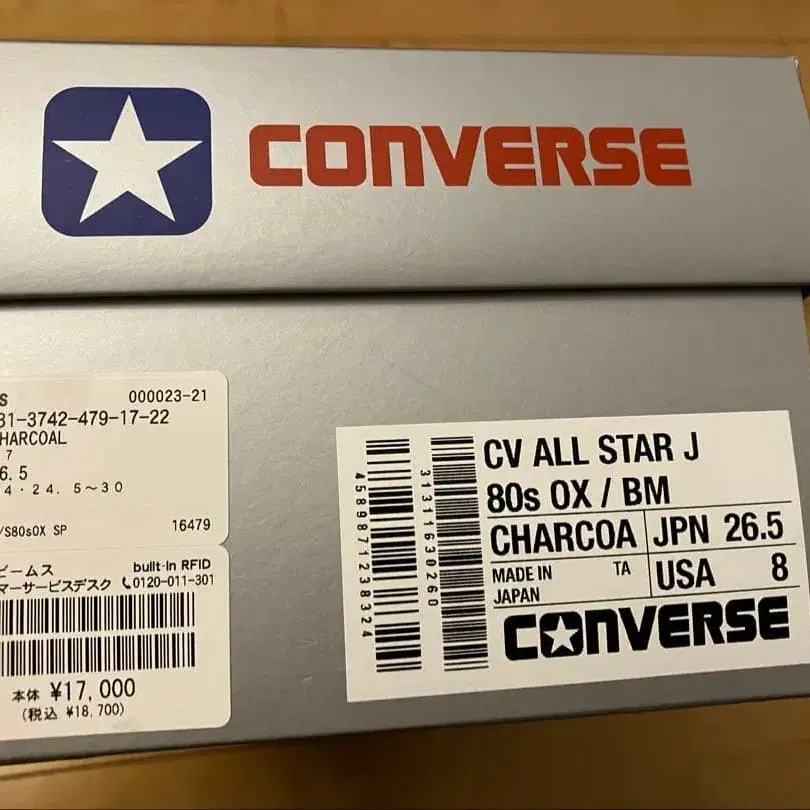 CONVERSE
S 000023-21
31-3742-479-17-22
HARCOAL
7
6.5
4・24.5～30
/S80sOX SP 16479
ビームス built-in RFID
マーサービスデスク 0120-011-301
本体 ¥17,000
(税込 ¥18,700)
4589871238324
31311630260
CV ALL STAR J
80s OX / BM
CHARCOA JPN 26.5
MADE IN JAPAN TA USA 8
CONVERSE